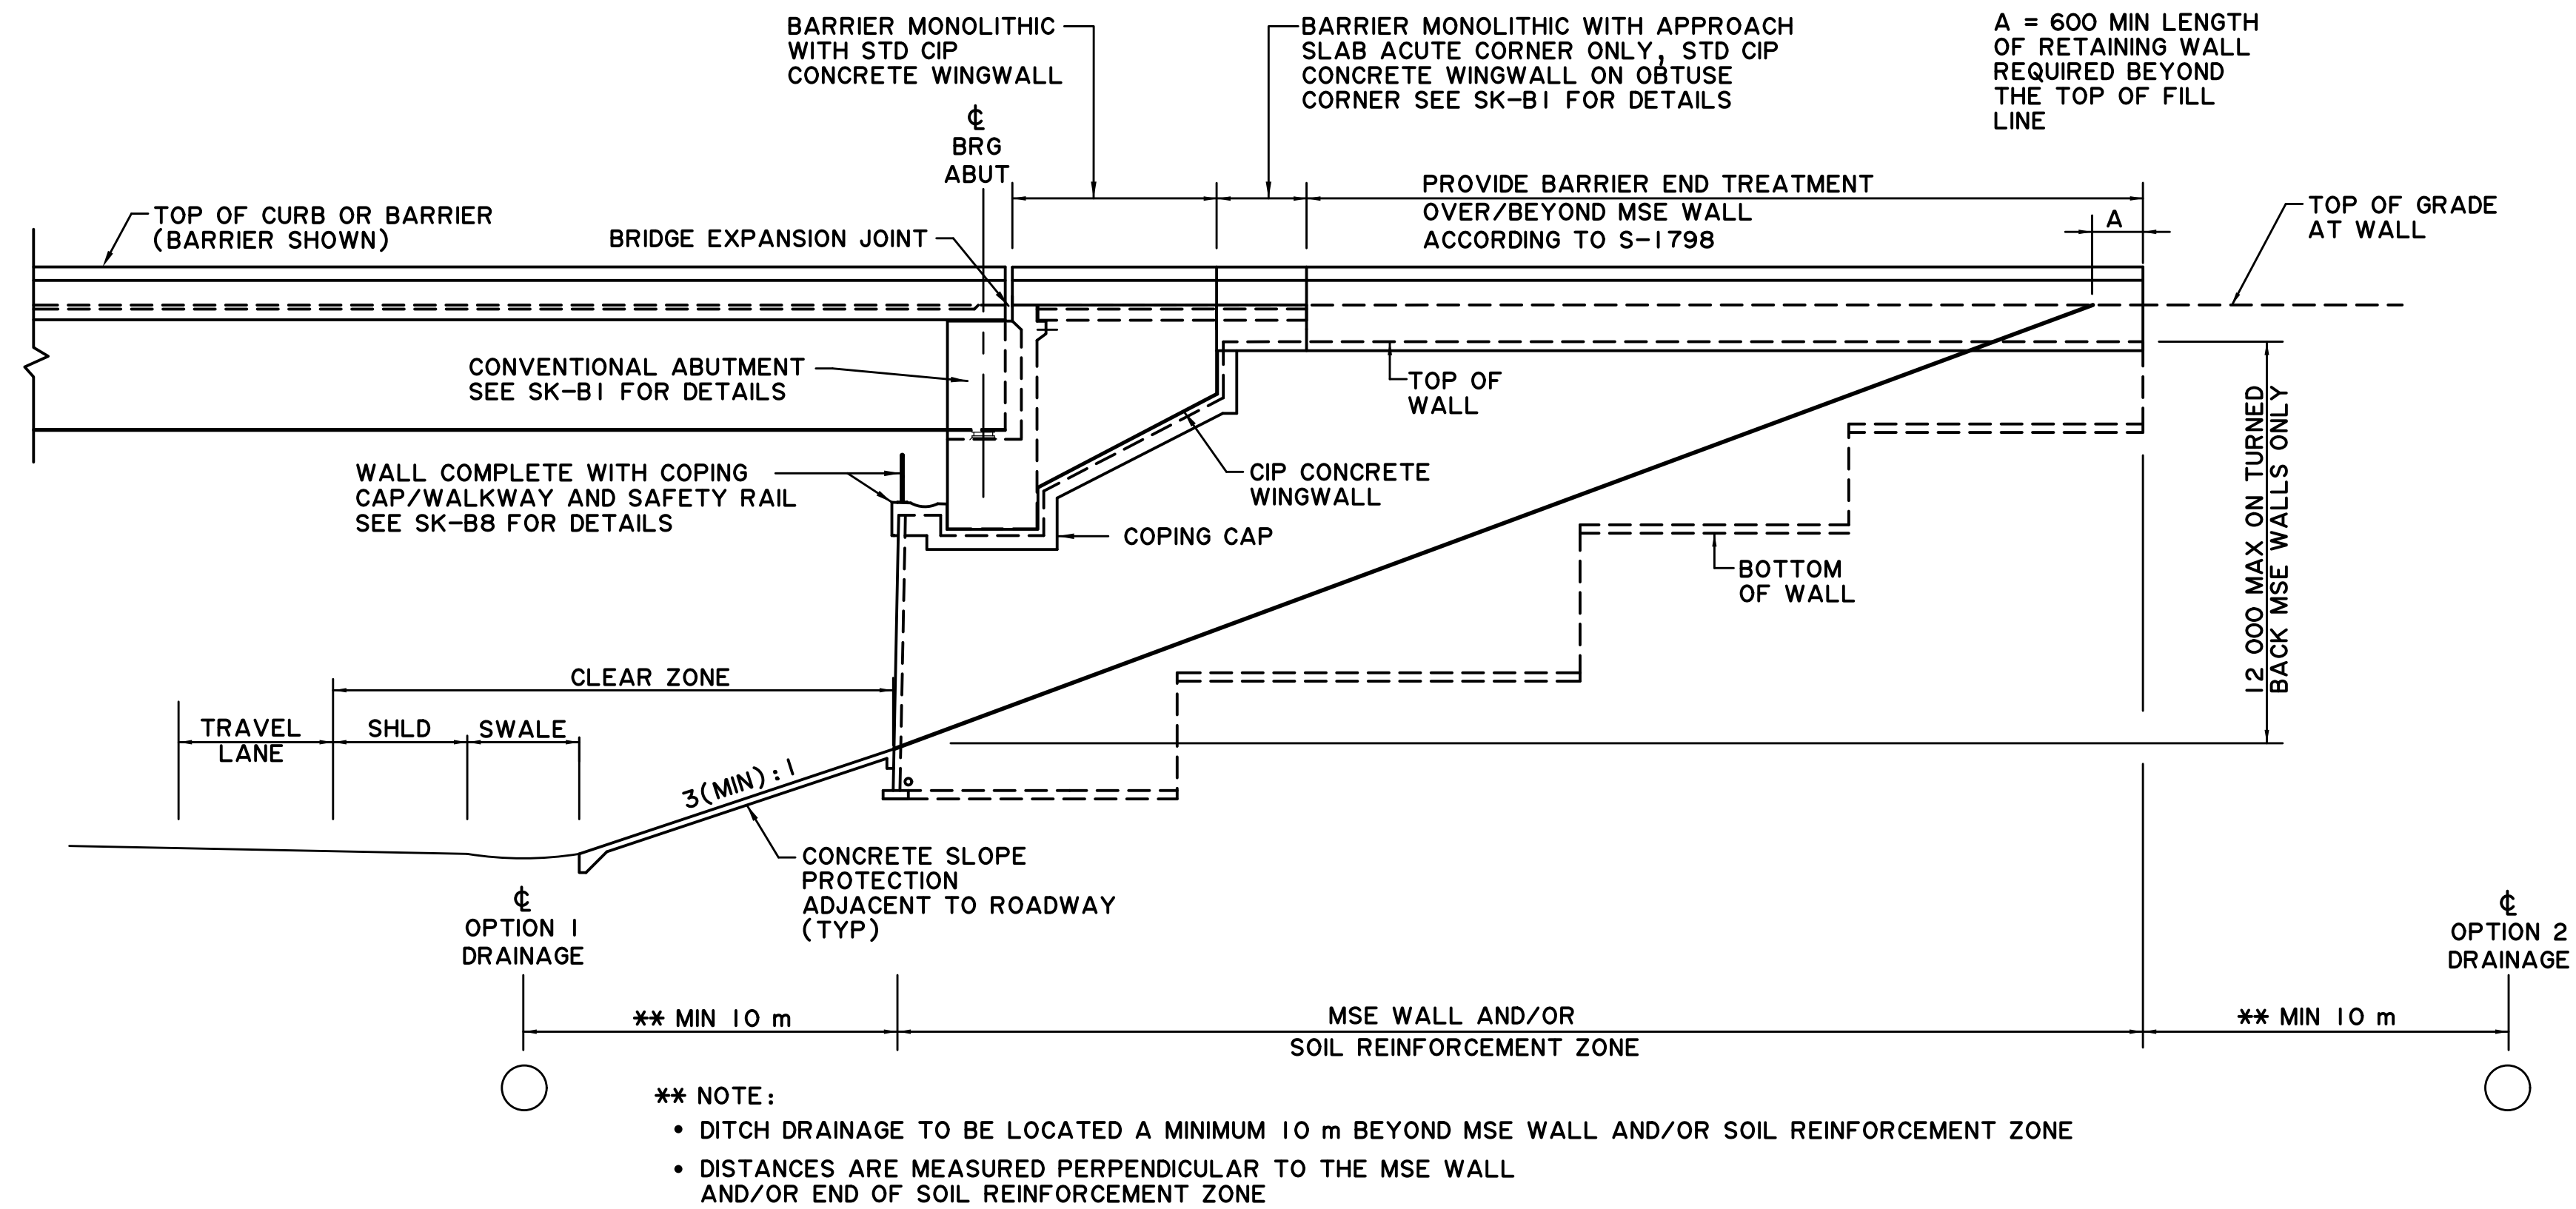 BARRIER MONOLITHIC
WITH STD CIP
CONCRETE WINGWALL
BARRIER MONOLITHIC WITH APPROACH
SLAB ACUTE CORNER ONLY, STD CIP
CONCRETE WINGWALL ON OBTUSE
CORNER SEE SK-B1 FOR DETAILS
A = 600 MIN LENGTH
OF RETAINING WALL
REQUIRED BEYOND
THE TOP OF FILL
LINE
℄
BRG
ABUT
TOP OF CURB OR BARRIER
(BARRIER SHOWN)
BRIDGE EXPANSION JOINT
PROVIDE BARRIER END TREATMENT
OVER/BEYOND MSE WALL
ACCORDING TO S-1798
A
TOP OF GRADE
AT WALL
CONVENTIONAL ABUTMENT
SEE SK-B1 FOR DETAILS
TOP OF
WALL
WALL COMPLETE WITH COPING
CAP/WALKWAY AND SAFETY RAIL
SEE SK-B8 FOR DETAILS
CIP CONCRETE
WINGWALL
COPING CAP
BOTTOM
OF WALL
12 000 MAX ON TURNED
BACK MSE WALLS ONLY
CLEAR ZONE
TRAVEL
LANE
SHLD
SWALE
3(MIN):1
CONCRETE SLOPE
PROTECTION
ADJACENT TO ROADWAY
(TYP)
℄
OPTION 1
DRAINAGE
℄
OPTION 2
DRAINAGE
** MIN 10 m
MSE WALL AND/OR
SOIL REINFORCEMENT ZONE
** MIN 10 m
** NOTE:
• DITCH DRAINAGE TO BE LOCATED A MINIMUM 10 m BEYOND MSE WALL AND/OR SOIL REINFORCEMENT ZONE
• DISTANCES ARE MEASURED PERPENDICULAR TO THE MSE WALL
AND/OR END OF SOIL REINFORCEMENT ZONE